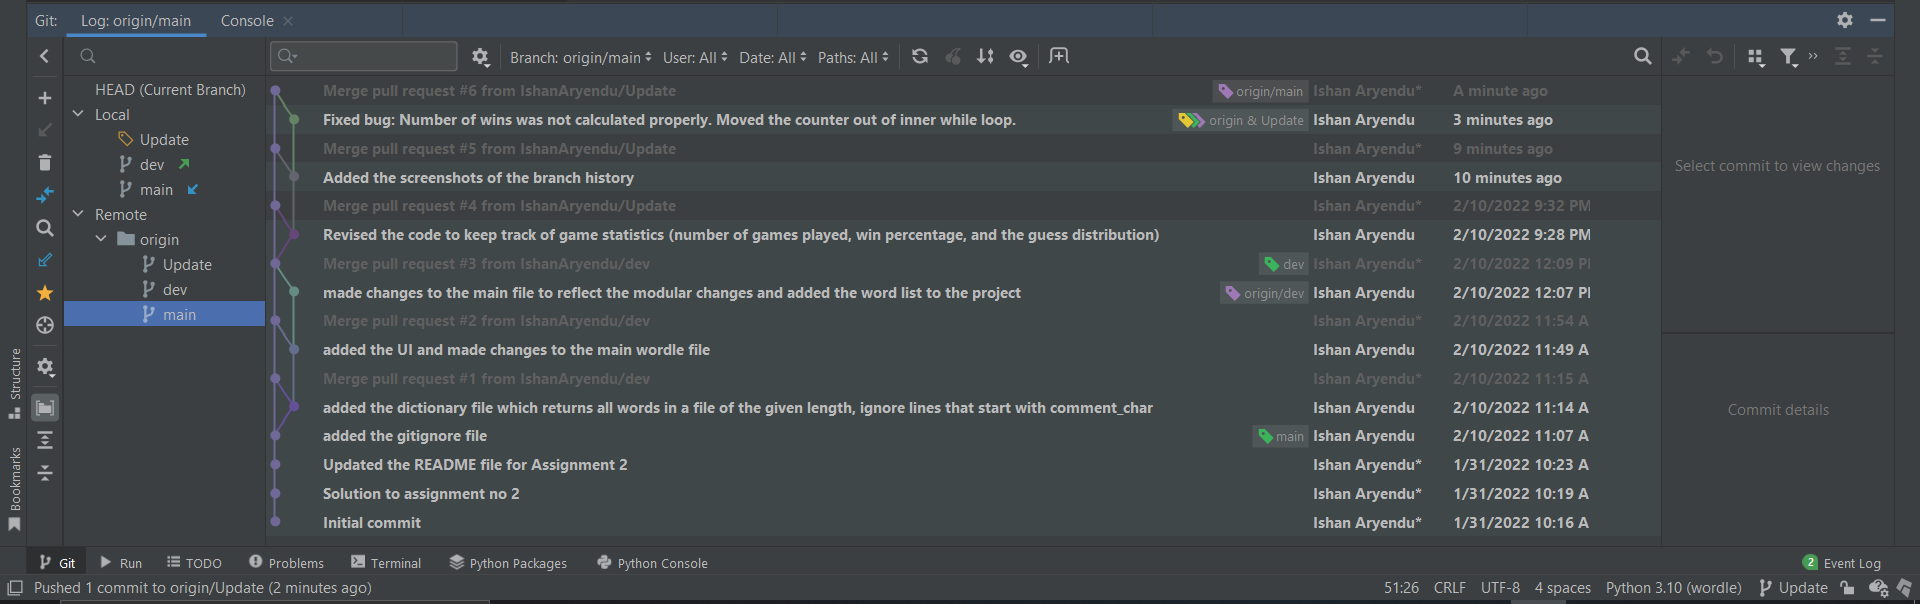 Git: Log: origin/main Console
Branch: origin/main User: All Date: All Paths: All
HEAD (Current Branch)
Local
Update
dev
main
Remote
origin
Update
dev
main
Merge pull request #6 from IshanAryendu/Update origin/main Ishan Aryendu* A minute ago
Fixed bug: Number of wins was not calculated properly. Moved the counter out of inner while loop. origin & Update Ishan Aryendu 3 minutes ago
Merge pull request #5 from IshanAryendu/Update Ishan Aryendu* 9 minutes ago
Added the screenshots of the branch history Ishan Aryendu 10 minutes ago
Merge pull request #4 from IshanAryendu/Update Ishan Aryendu* 2/10/2022 9:32 PM
Revised the code to keep track of game statistics (number of games played, win percentage, and the guess distribution) Ishan Aryendu 2/10/2022 9:28 PM
Merge pull request #3 from IshanAryendu/dev dev Ishan Aryendu* 2/10/2022 12:09 P
made changes to the main file to reflect the modular changes and added the word list to the project origin/dev Ishan Aryendu 2/10/2022 12:07 P
Merge pull request #2 from IshanAryendu/dev Ishan Aryendu* 2/10/2022 11:54 A
added the UI and made changes to the main wordle file Ishan Aryendu 2/10/2022 11:49 A
Merge pull request #1 from IshanAryendu/dev Ishan Aryendu* 2/10/2022 11:15 A
added the dictionary file which returns all words in a file of the given length, ignore lines that start with comment_char Ishan Aryendu 2/10/2022 11:14 A
added the gitignore file main Ishan Aryendu 2/10/2022 11:07 A
Updated the README file for Assignment 2 Ishan Aryendu* 1/31/2022 10:23 A
Solution to assignment no 2 Ishan Aryendu* 1/31/2022 10:19 A
Initial commit Ishan Aryendu* 1/31/2022 10:16 A
Select commit to view changes
Commit details
Structure
Bookmarks
Git Run TODO Problems Terminal Python Packages Python Console 2 Event Log
Pushed 1 commit to origin/Update (2 minutes ago) 51:26 CRLF UTF-8 4 spaces Python 3.10 (wordle) Update